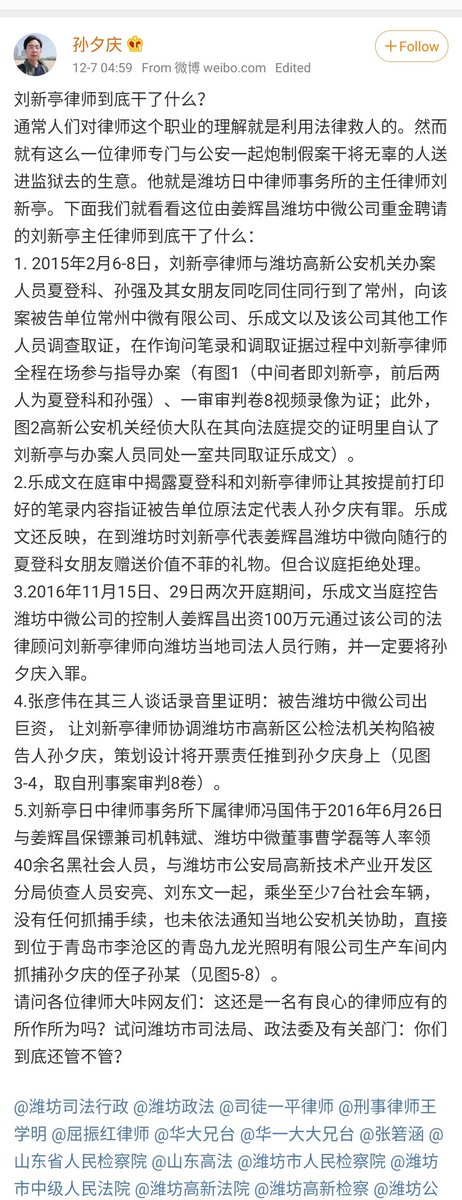 孙夕庆
+Follow
12-7 04:59 From 微博 weibo.com Edited
刘新亭律师到底干了什么?
通常人们对律师这个职业的理解就是利用法律救人的。然而
就有这么一位律师专门与公安一起炮制假案干将无辜的人送
进监狱去的生意。他就是潍坊日中律师事务所的主任律师刘
新亭。下面我们就看看这位由姜辉昌潍坊中微公司重金聘请
的刘新亭主任律师到底干了什么：
1. 2015年2月6-8日，刘新亭律师与潍坊高新公安机关办案
人员夏登科、孙强及其女朋友同吃同住同行到了常州，向该
案被告单位常州中微有限公司、乐成文以及该公司其他工作
人员调查取证，在作询问笔录和调取证据过程中刘新亭律师
全程在场参与指导办案（有图1（中间者即刘新亭，前后两
人为夏登科和孙强）、一审审判卷8视频录像为证；此外，
图2高新公安机关经侦大队在其向法庭提交的证明里自认了
刘新亭与办案人员同处一室共同取证乐成文）。
2.乐成文在庭审中揭露夏登科和刘新亭律师让其按提前打印
好的笔录内容指证被告单位原法定代表人孙夕庆有罪。乐成
文还反映，在到潍坊时刘新亭代表姜辉昌潍坊中微向随行的
夏登科女朋友赠送价值不菲的礼物。但合议庭拒绝处理。
3.2016年11月15日、29日两次开庭期间，乐成文当庭控告
潍坊中微公司的控制人姜辉昌出资100万元通过该公司的法
律顾问刘新亭律师向潍坊当地司法人员行贿，并一定要将孙
夕庆入罪。
4.张彦伟在其三人谈话录音里证明：被告潍坊中微公司出
巨资， 让刘新亭律师协调潍坊市高新区公检法机关构陷被
告人孙夕庆，策划设计将开票责任推到孙夕庆身上（见图
3-4，取自刑事案审判8卷）。
5.刘新亭日中律师事务所下属律师冯国伟于2016年6月26日
与姜辉昌保镖兼司机韩斌、潍坊中微董事曹学磊等人率领
40余名黑社会人员，与潍坊市公安局高新技术产业开发区
分局侦查人员安亮、刘东文一起，乘坐至少7台社会车辆，
没有任何抓捕手续，也未依法通知当地公安机关协助，直接
到位于青岛市李沧区的青岛九龙光照明有限公司生产车间内
抓捕孙夕庆的侄子孙某（见图5-8）。
请问各位律师大咔网友们：这还是一名有良心的律师应有的
所作所为吗？试问潍坊市司法局、政法委及有关部门：你们
到底还管不管？
@潍坊司法行政 @潍坊政法 @司徒一平律师 @刑事律师王
学明 @屈振红律师 @华大兄台 @华一大大兄台 @张箬涵 @
山东省人民检察院 @山东高法 @潍坊市人民检察院 @潍坊
市中级人民法院 @潍坊高新法院 @潍坊高新检察 @潍坊公